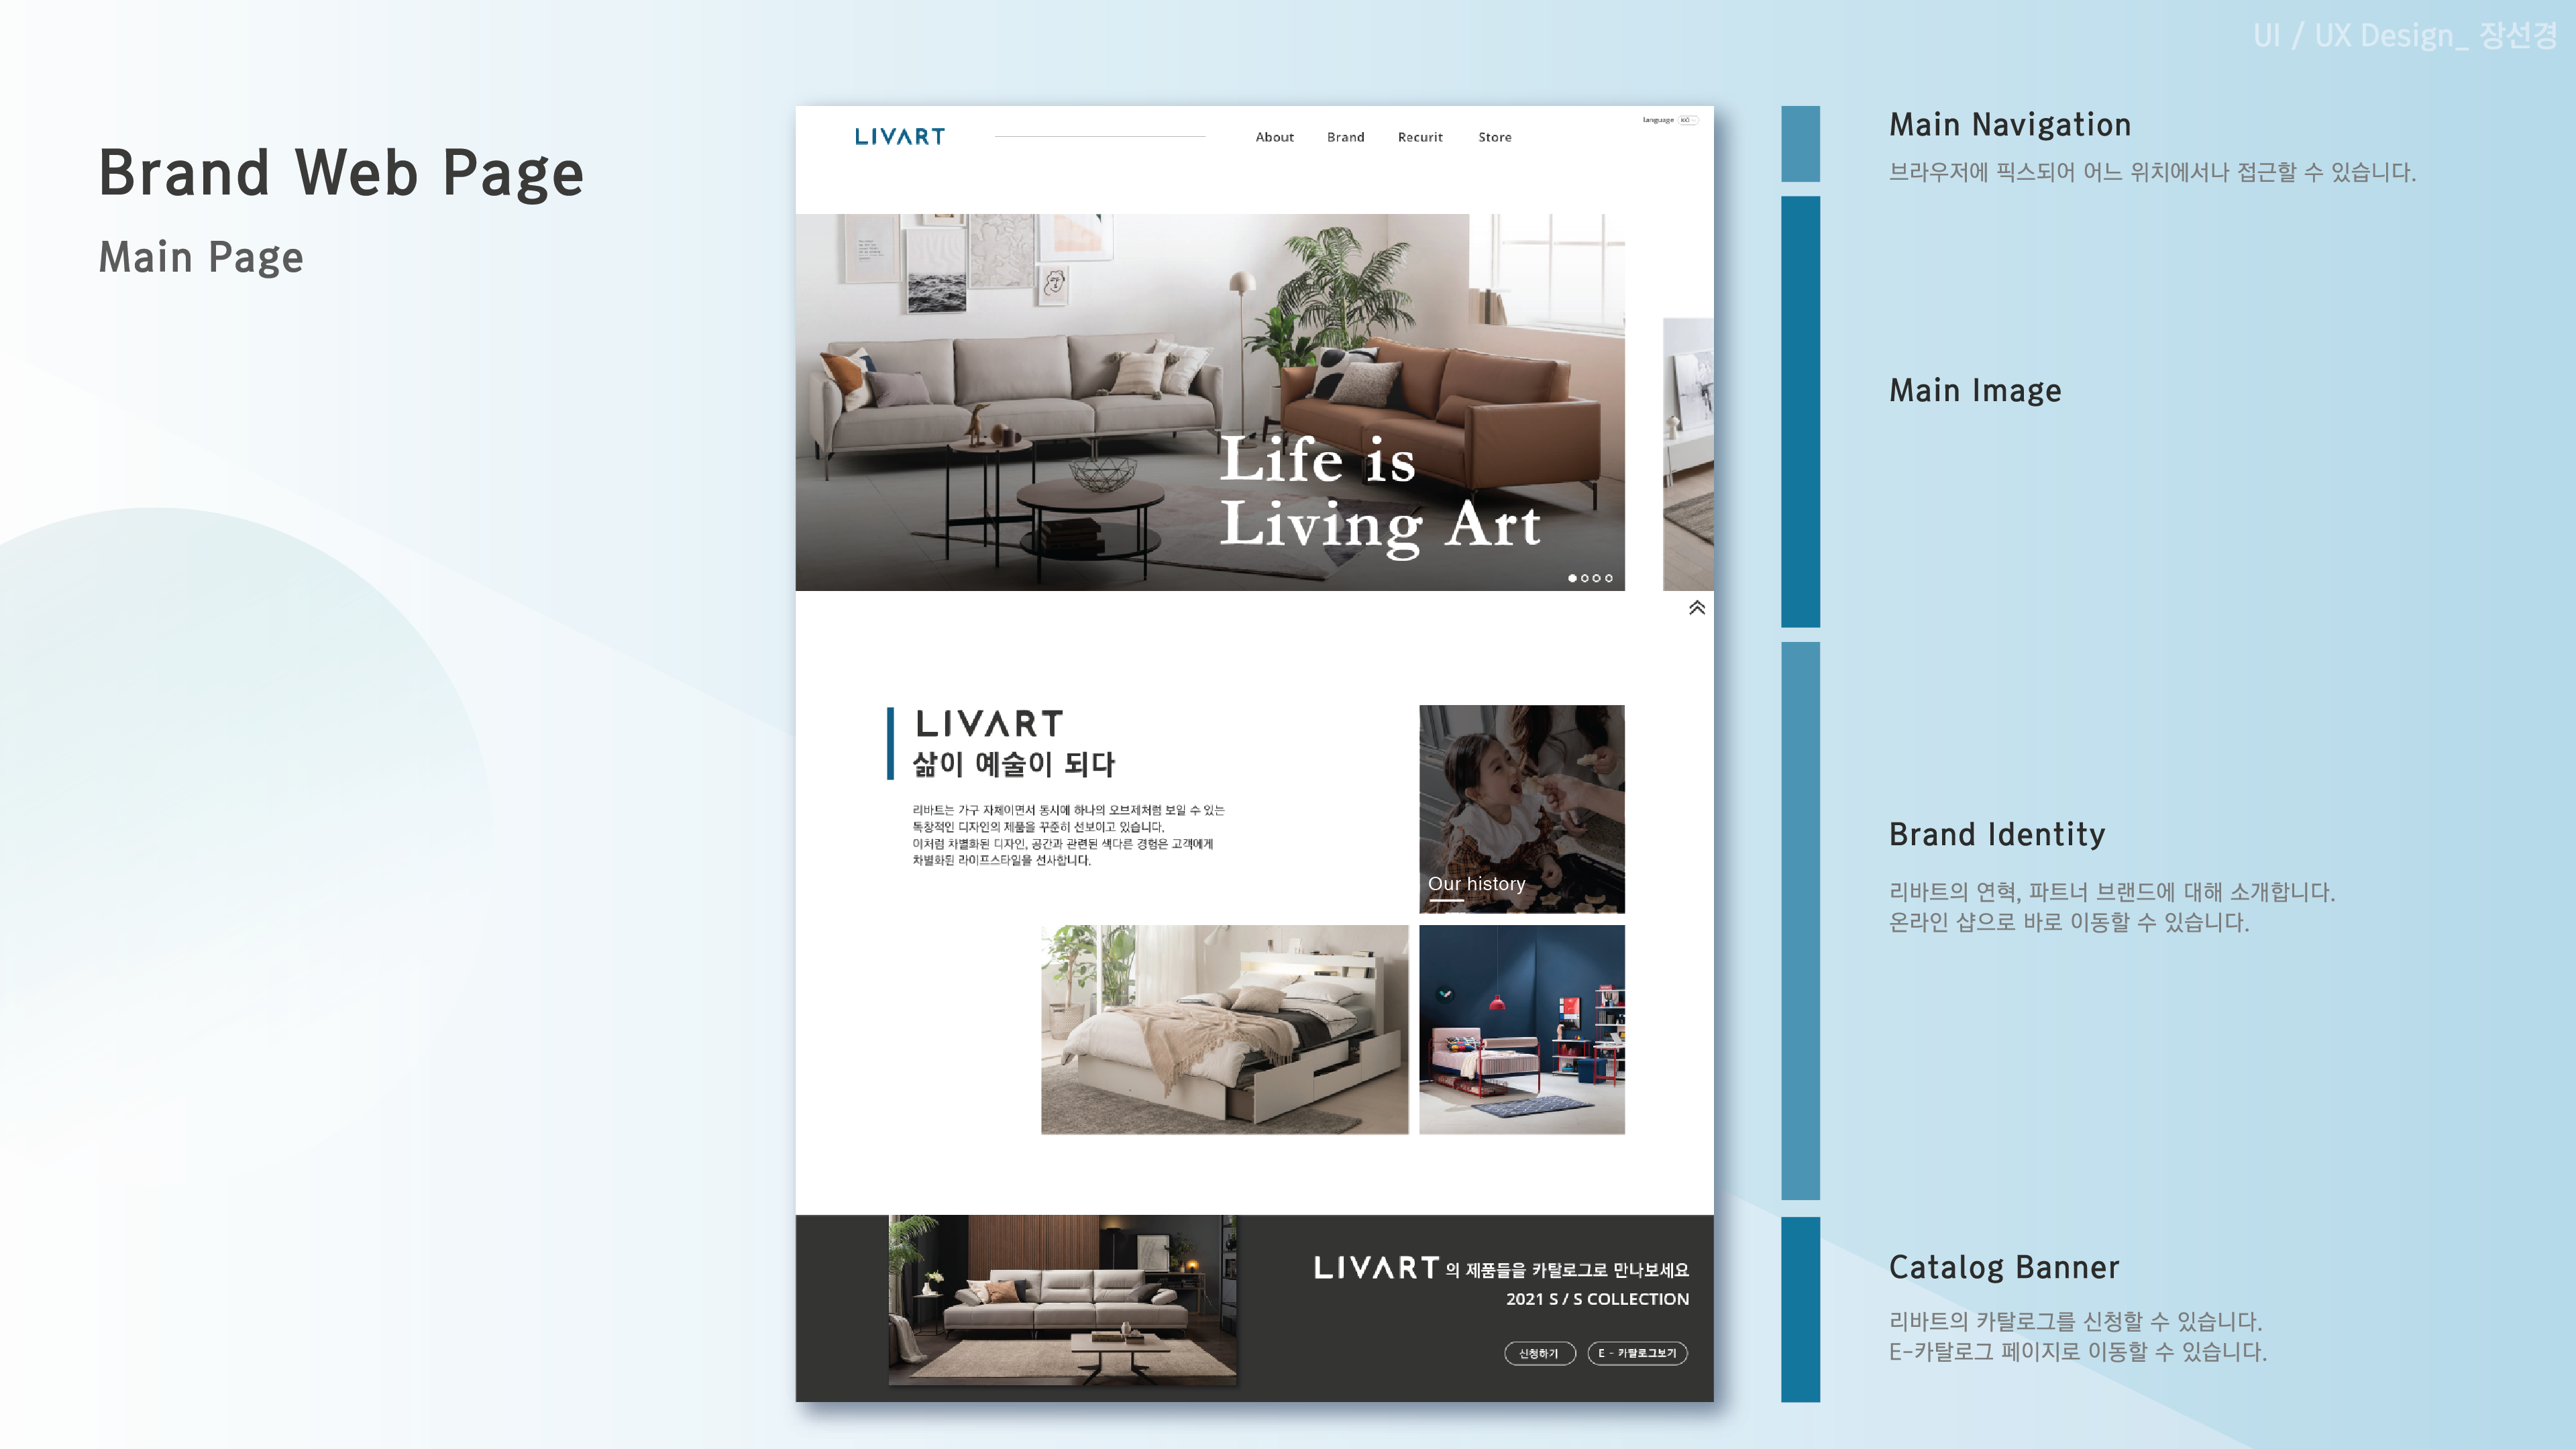 UI / UX Design_ 장선경
Brand Web Page
Main Page
LIVART
About
Brand
Recurit
Store
language
Life is
Living Art
LIVART
삶이 예술이 되다
리바트는 가구 자체이면서 동시에 하나의 오브제처럼 보일 수 있는
독창적인 디자인의 제품을 꾸준히 선보이고 있습니다.
이처럼 차별화된 디자인, 공간과 관련된 색다른 경험은 고객에게
차별화된 라이프스타일을 선사합니다.
Our history
LIVART 의 제품들을 카탈로그로 만나보세요
2021 S / S COLLECTION
신청하기
E - 카탈로그보기
Main Navigation
브라우저에 픽스되어 어느 위치에서나 접근할 수 있습니다.
Main Image
Brand Identity
리바트의 연혁, 파트너 브랜드에 대해 소개합니다.
온라인 샵으로 바로 이동할 수 있습니다.
Catalog Banner
리바트의 카탈로그를 신청할 수 있습니다.
E-카탈로그 페이지로 이동할 수 있습니다.